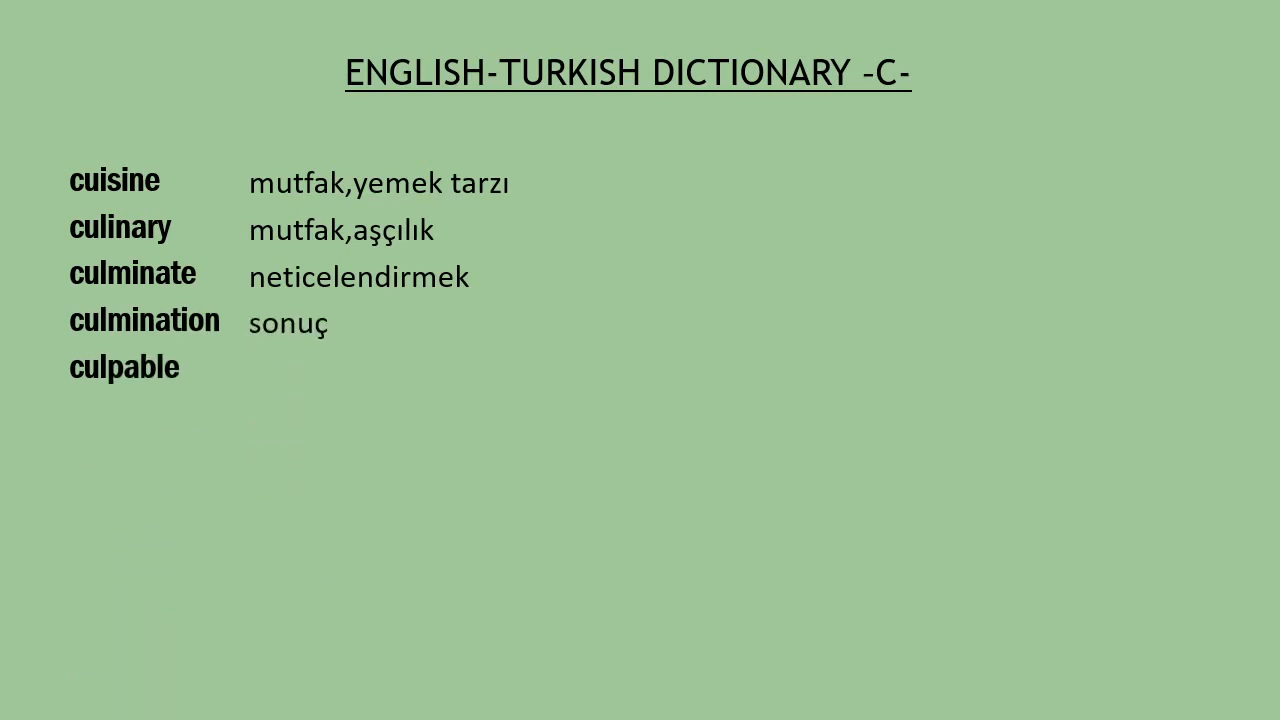 ENGLISH-TURKISH DICTIONARY –C-
cuisine mutfak,yemek tarzı
culinary mutfak,aşçılık
culminate neticelendirmek
culmination sonuç
culpable